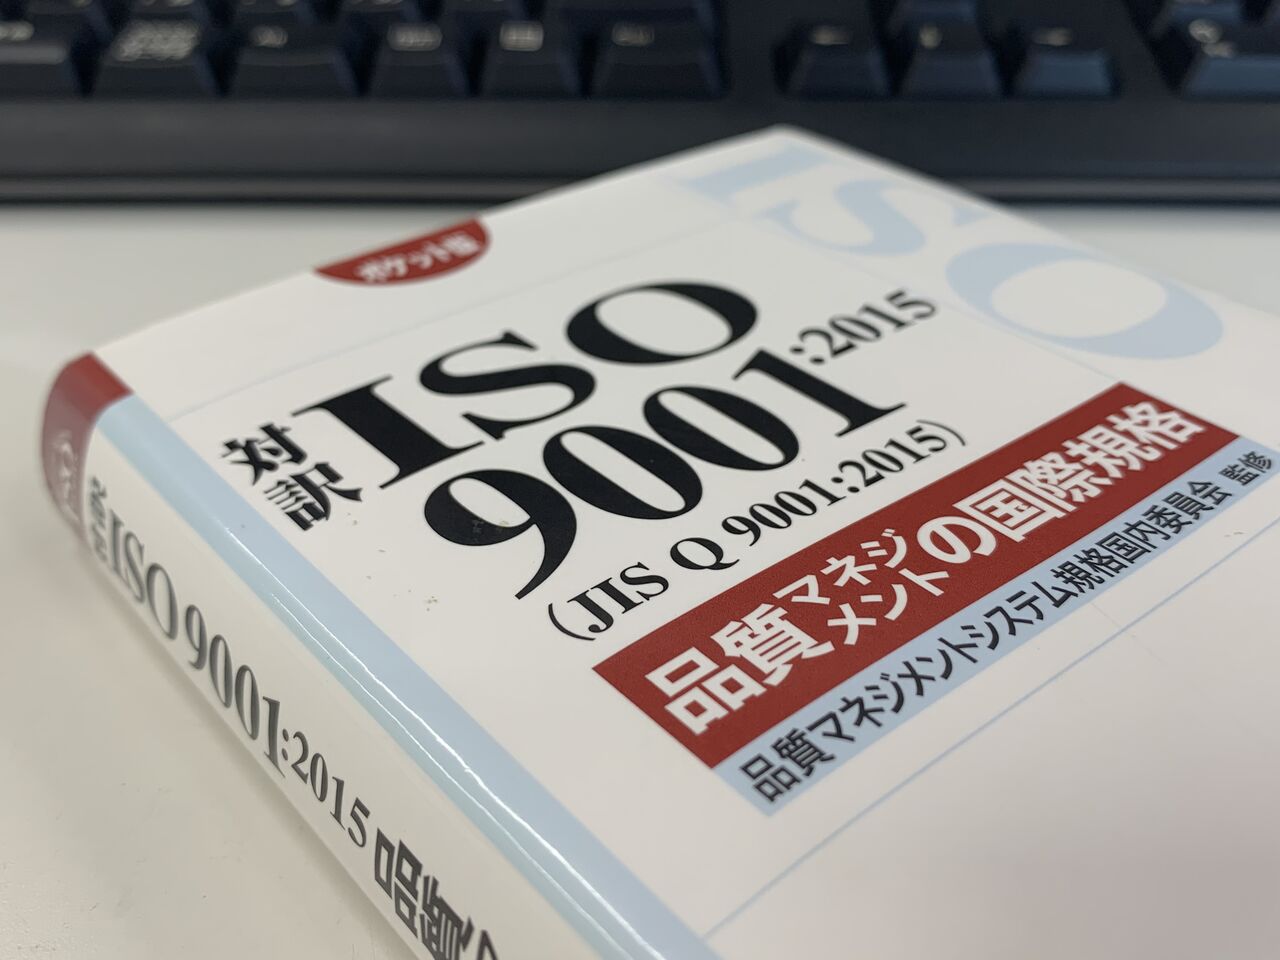 ポケット版
ISO
対訳
ISO
9001:2015
(JIS Q 9001:2015)
品質マネジメントの国際規格
品質マネジメントシステム規格国内委員会 監修
対訳 ISO 9001:2015 品質